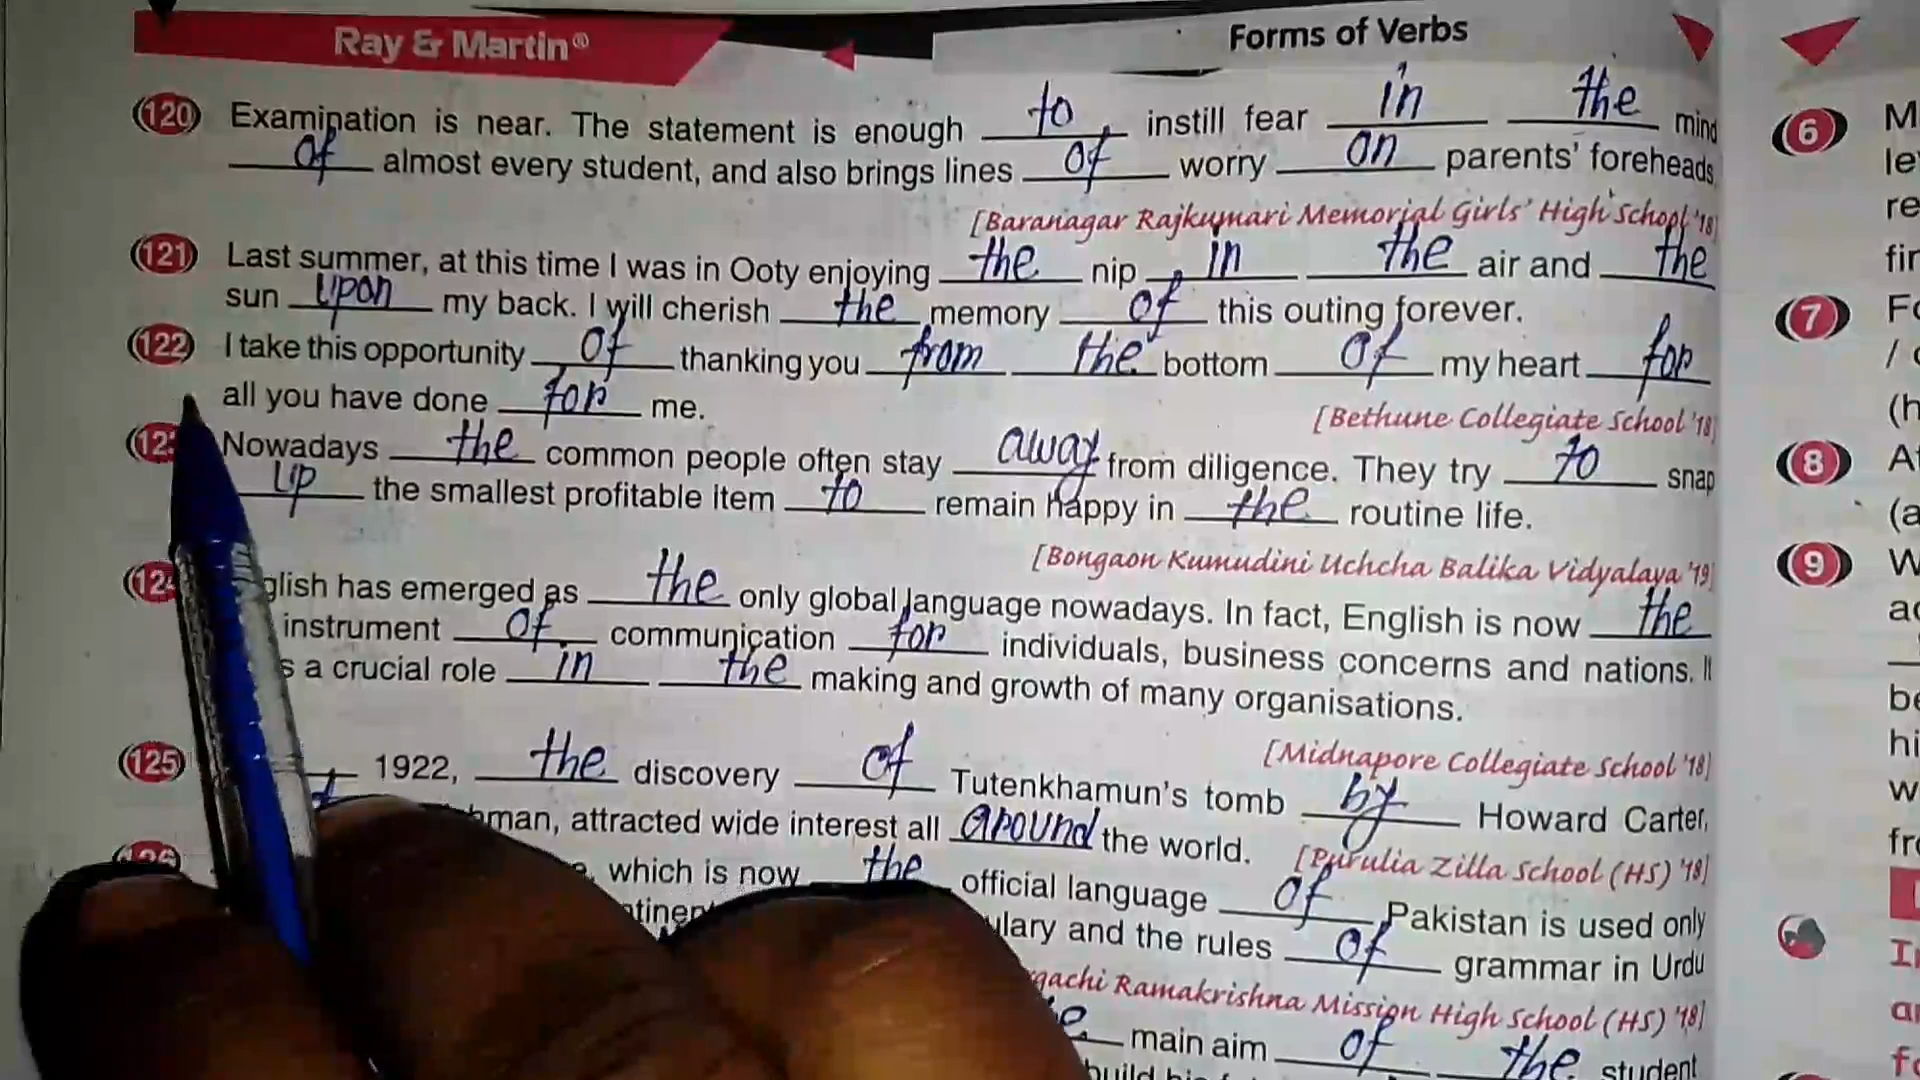 Ray & Martin®
Forms of Verbs
120 Examination is near. The statement is enough to instill fear in the mind
of almost every student, and also brings lines of worry on parents' foreheads
[Baranagar Rajkumari Memorial Girls' High School '18]
121 Last summer, at this time I was in Ooty enjoying the nip in the air and the
sun upon my back. I will cherish the memory of this outing forever.
122 I take this opportunity of thanking you from the bottom of my heart for
all you have done for me.
[Bethune Collegiate School '18]
Nowadays the common people often stay away from diligence. They try to snap
up the smallest profitable item to remain happy in the routine life.
[Bongaon Kumudini Uchcha Balika Vidyalaya '19]
glish has emerged as the only global language nowadays. In fact, English is now the
instrument of communication for individuals, business concerns and nations. It
s a crucial role in the making and growth of many organisations.
[Midnapore Collegiate School '18]
125 1922, the discovery of Tutenkhamun's tomb by Howard Carter,
man, attracted wide interest all around the world.
[Purulia Zilla School (HS) '18]
which is now the official language of Pakistan is used only
lary and the rules of grammar in Urdu
gachi Ramakrishna Mission High School (HS) '18]
main aim of the student
6
7
8
9